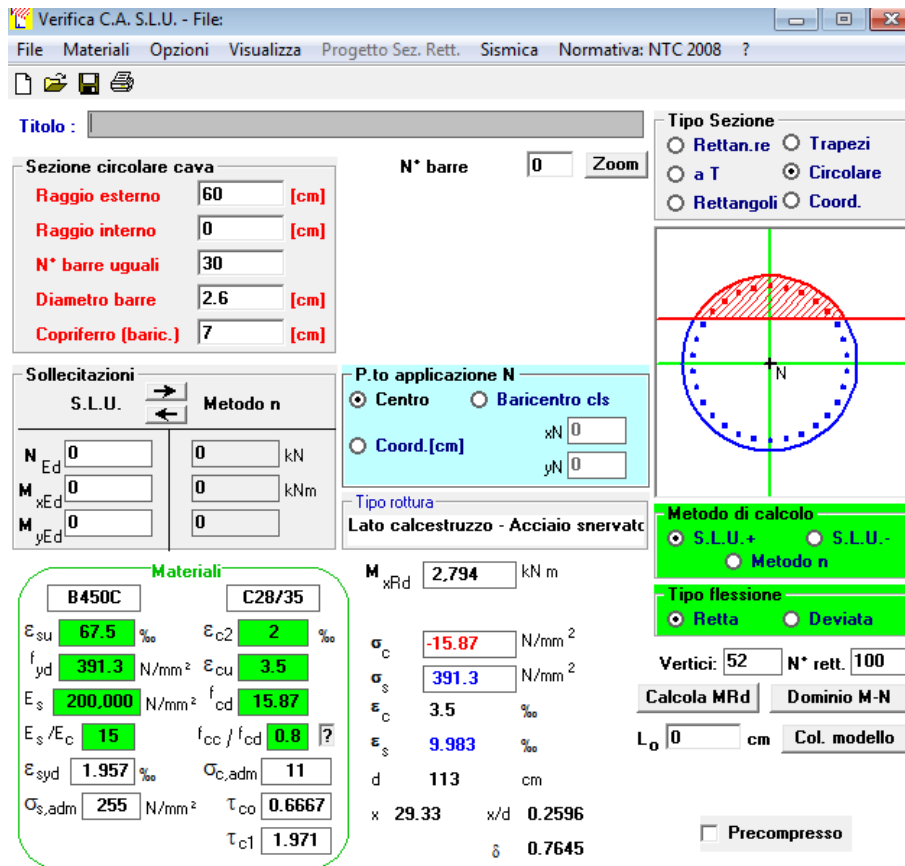 Verifica C.A. S.L.U. - File:
File Materiali Opzioni Visualizza Progetto Sez. Rett. Sismica Normativa: NTC 2008 ?
Titolo :
Tipo Sezione
Rettan.re Trapezi
a T Circolare
Rettangoli Coord.
Sezione circolare cava
Raggio esterno 60 [cm]
Raggio interno 0 [cm]
N° barre uguali 30
Diametro barre 2.6 [cm]
Copriferro (baric.) 7 [cm]
N° barre 0 Zoom
N
Sollecitazioni
S.L.U. Metodo n
N Ed 0 0 kN
M xEd 0 0 kNm
M yEd 0 0
P.to applicazione N
Centro Baricentro cls
Coord.[cm] xN 0
yN 0
Tipo rottura
Lato calcestruzzo - Acciaio snervato
Metodo di calcolo
S.L.U.+ S.L.U.-
Metodo n
Tipo flessione
Retta Deviata
Materiali
B450C C28/35
εsu 67.5 ‰ εc2 2 ‰
fyd 391.3 N/mm² εcu 3.5
Es 200,000 N/mm² fcd 15.87
Es /Ec 15 fcc / fcd 0.8 ?
εsyd 1.957 ‰ σc,adm 11
σs,adm 255 N/mm² τco 0.6667
τc1 1.971
M xRd 2,794 kN m
σc -15.87 N/mm²
σs 391.3 N/mm²
εc 3.5 ‰
εs 9.983 ‰
d 113 cm
x 29.33 x/d 0.2596
δ 0.7645
Vertici: 52 N° rett. 100
Calcola MRd Dominio M-N
Lo 0 cm Col. modello
Precompresso